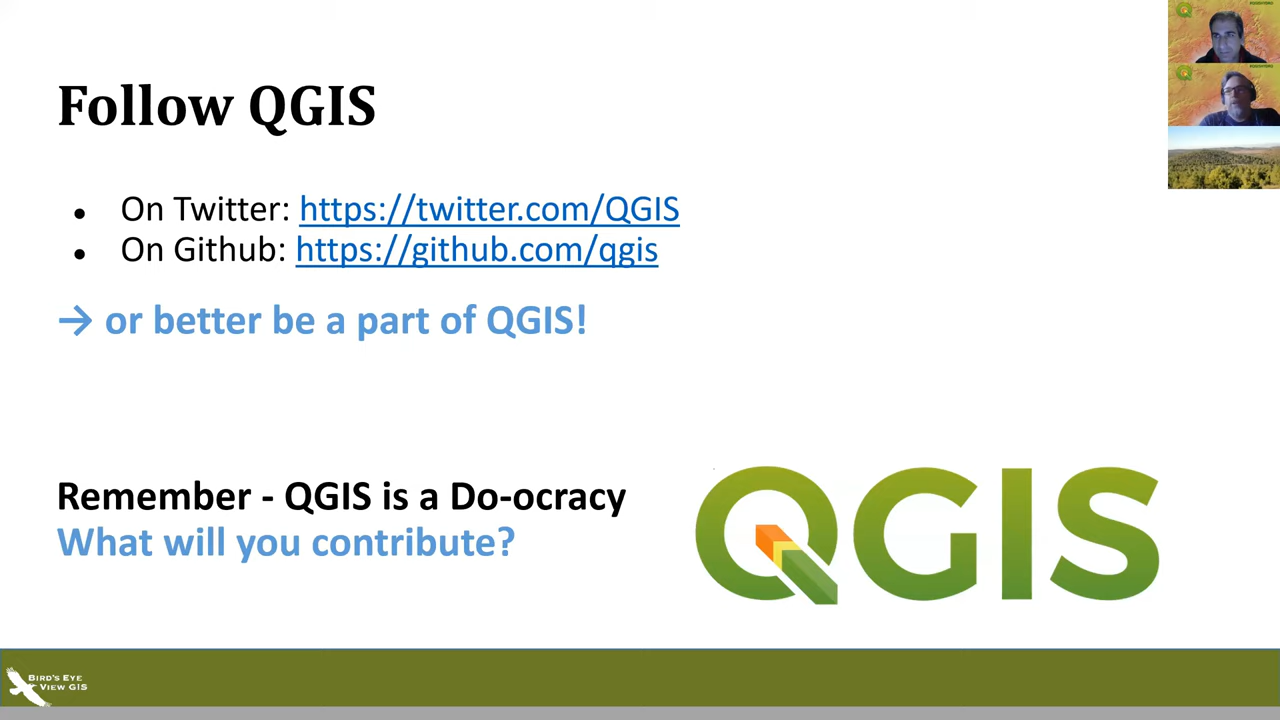 Follow QGIS
● On Twitter: https://twitter.com/QGIS
● On Github: https://github.com/qgis
→ or better be a part of QGIS!
Remember - QGIS is a Do-ocracy
What will you contribute?
QGIS
BIRD'S EYE
VIEW GIS